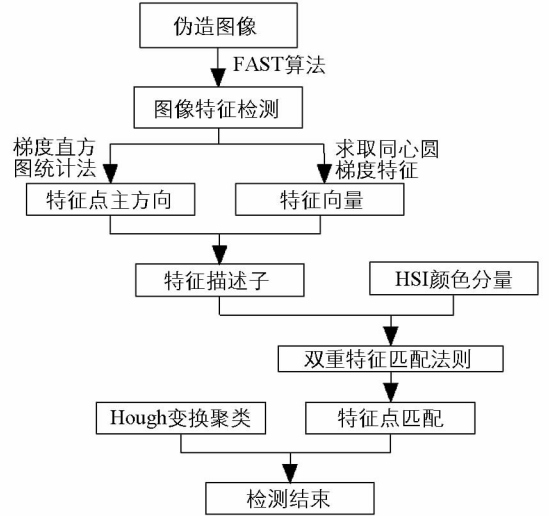 伪造图像
FAST算法
图像特征检测
梯度直方
图统计法
求取同心圆
梯度特征
特征点主方向
特征向量
特征描述子
HSI颜色分量
双重特征匹配法则
Hough变换聚类
特征点匹配
检测结束